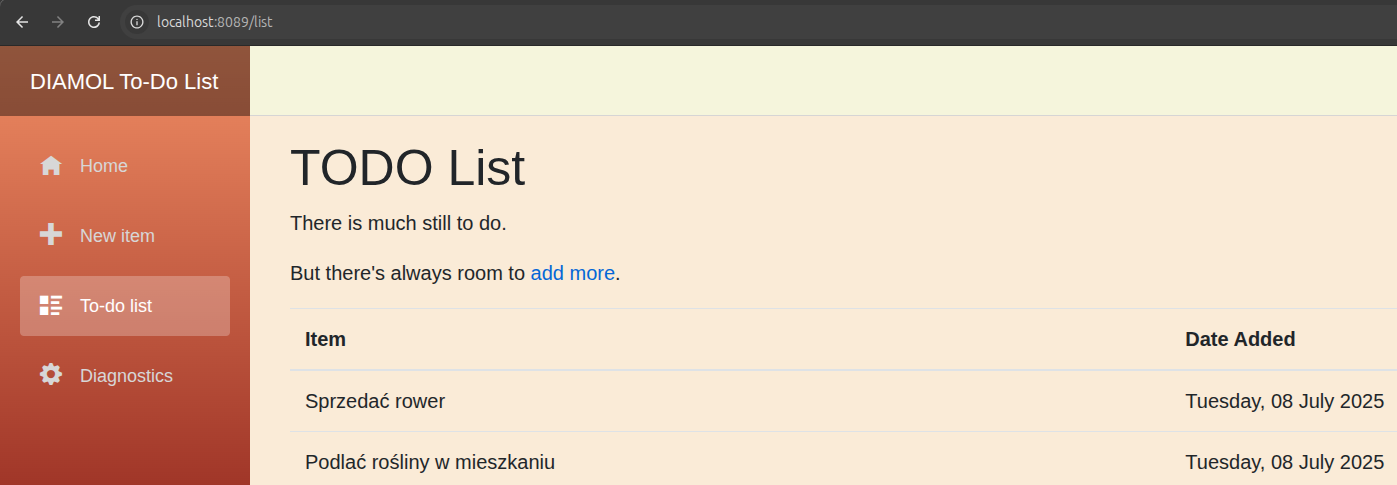 localhost:8089/list
DIAMOL To-Do List
Home
New item
To-do list
Diagnostics
TODO List
There is much still to do.
But there's always room to add more.
Item Date Added
Sprzedać rower Tuesday, 08 July 2025
Podlać rośliny w mieszkaniu Tuesday, 08 July 2025